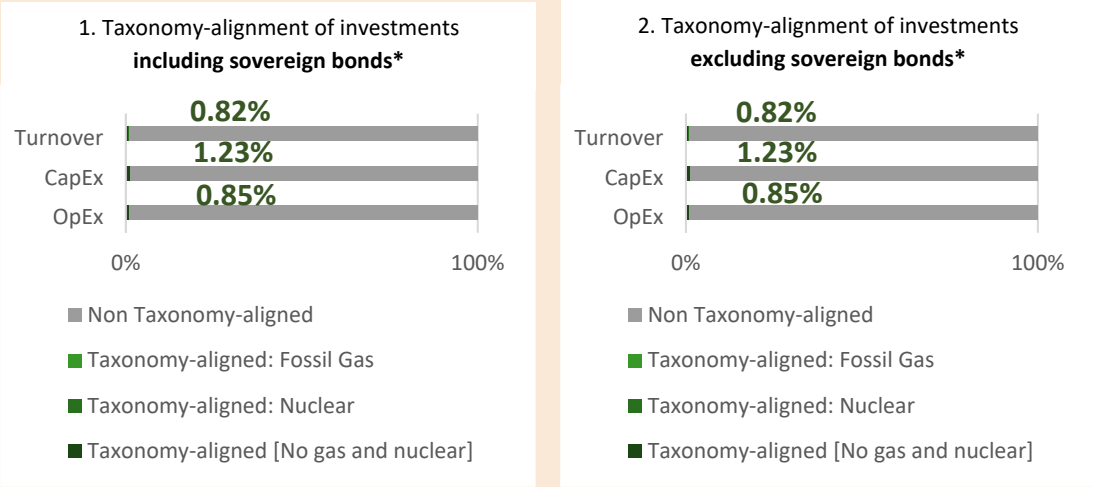 1. Taxonomy-alignment of investments
including sovereign bonds*
0.82%
Turnover
1.23%
CapEx
0.85%
OpEx
0%
100%
Non Taxonomy-aligned
Taxonomy-aligned: Fossil Gas
Taxonomy-aligned: Nuclear
Taxonomy-aligned [No gas and nuclear]
2. Taxonomy-alignment of investments
excluding sovereign bonds*
0.82%
Turnover
1.23%
CapEx
0.85%
OpEx
0%
100%
Non Taxonomy-aligned
Taxonomy-aligned: Fossil Gas
Taxonomy-aligned: Nuclear
Taxonomy-aligned [No gas and nuclear]